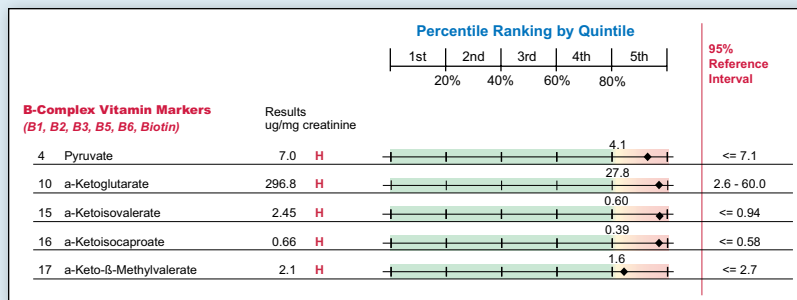 Percentile Ranking by Quintile
1st 2nd 3rd 4th 5th
20% 40% 60% 80%
95%
Reference
Interval
B-Complex Vitamin Markers
(B1, B2, B3, B5, B6, Biotin)
Results
ug/mg creatinine
4 Pyruvate 7.0 H 4.1 <= 7.1
10 a-Ketoglutarate 296.8 H 27.8 2.6 - 60.0
15 a-Ketoisovalerate 2.45 H 0.60 <= 0.94
16 a-Ketoisocaproate 0.66 H 0.39 <= 0.58
17 a-Keto-ß-Methylvalerate 2.1 H 1.6 <= 2.7